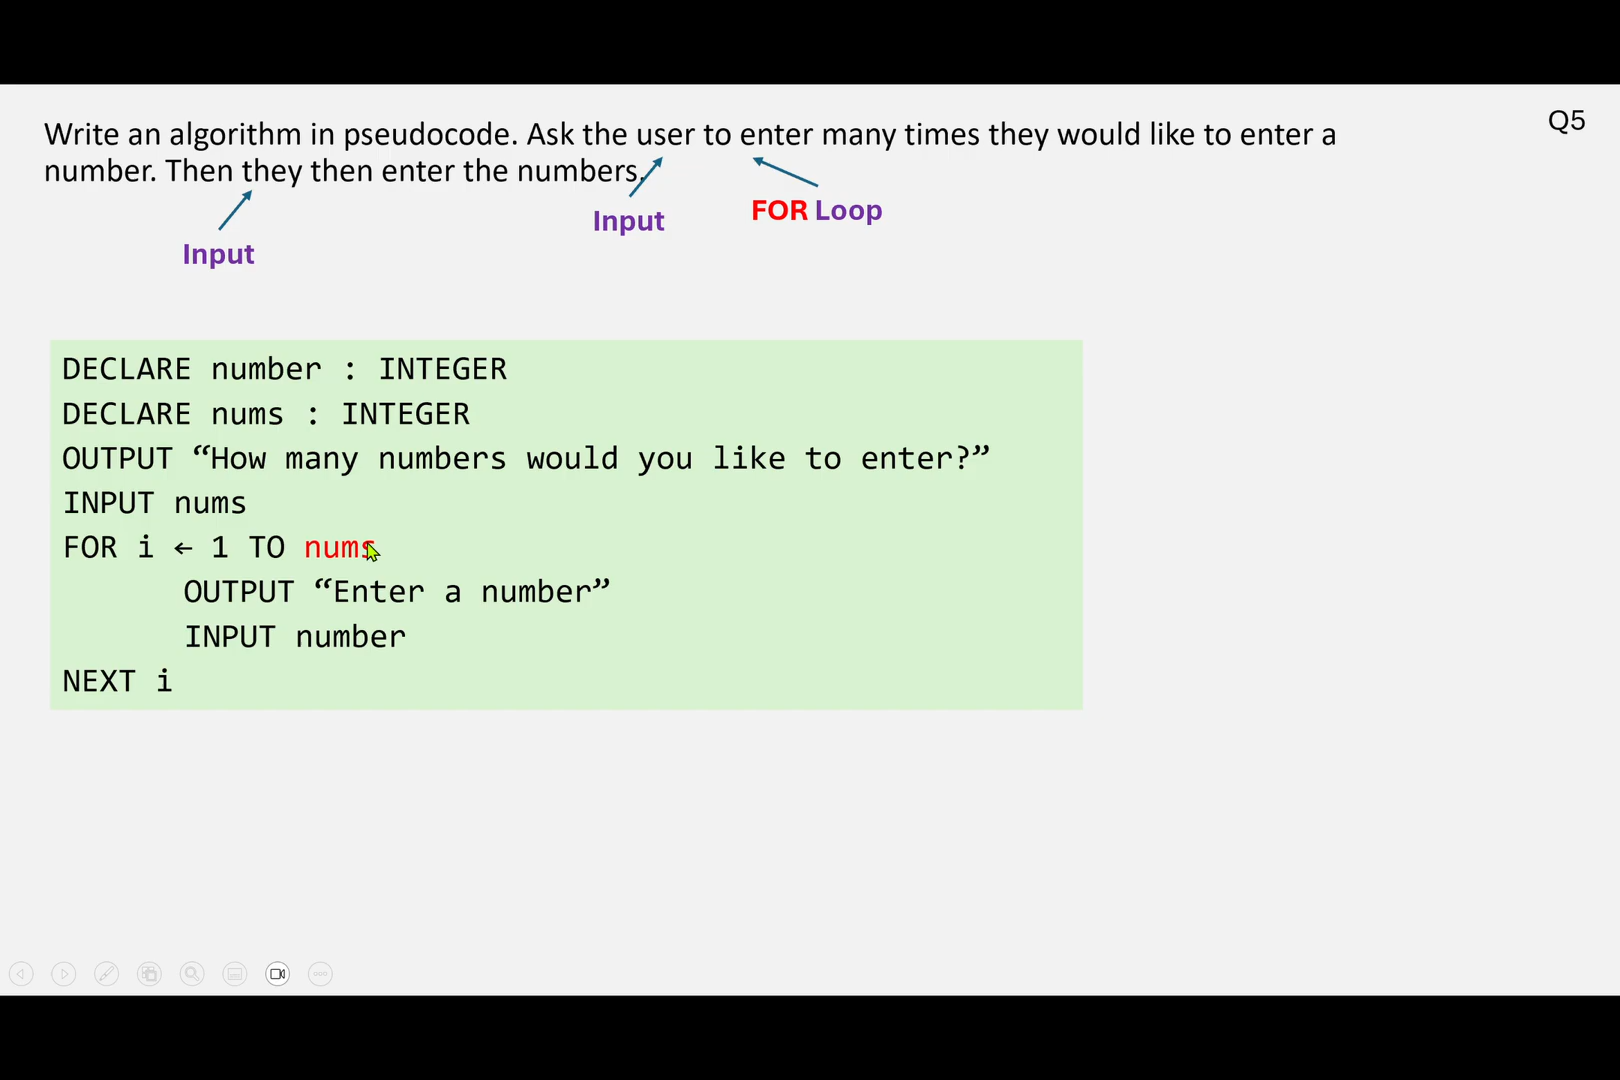 Q5
Write an algorithm in pseudocode. Ask the user to enter many times they would like to enter a
number. Then they then enter the numbers.
FOR Loop
Input
Input
DECLARE number : INTEGER
DECLARE nums : INTEGER
OUTPUT “How many numbers would you like to enter?”
INPUT nums
FOR i ← 1 TO nums
OUTPUT “Enter a number”
INPUT number
NEXT i